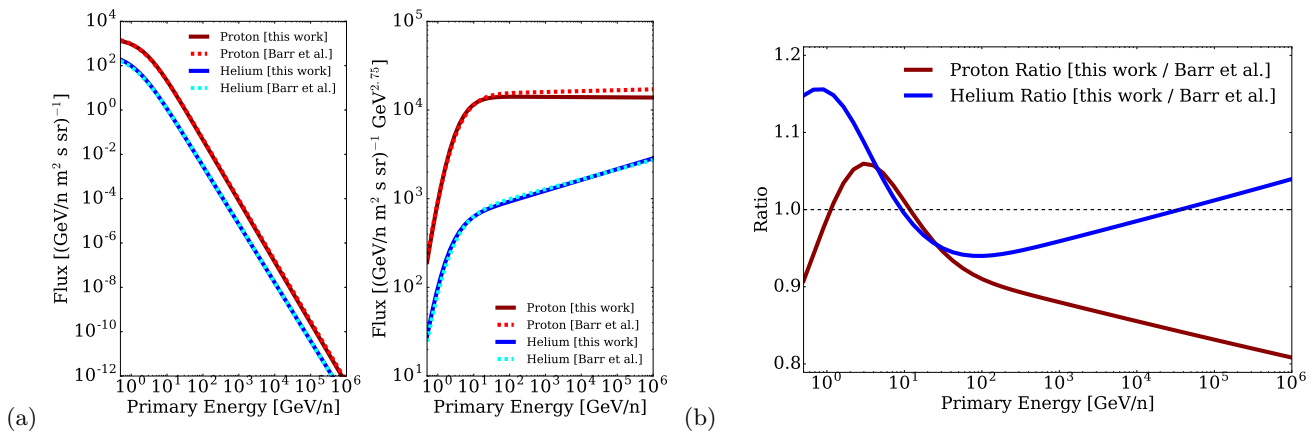 10^4
10^2
10^0
10^-2
10^-4
10^-6
10^-8
10^-10
10^-12
Flux [(GeV/n m^2 s sr)^-1]
Proton [this work]
Proton [Barr et al.]
Helium [this work]
Helium [Barr et al.]
10^0 10^1 10^2 10^3 10^4 10^5 10^6
Primary Energy [GeV/n]
(a)
10^5
10^4
10^3
10^2
10^1
Flux [(GeV/n m^2 s sr)^-1 GeV^2.75]
Proton [this work]
Proton [Barr et al.]
Helium [this work]
Helium [Barr et al.]
10^0 10^1 10^2 10^3 10^4 10^5 10^6
Primary Energy [GeV/n]
(b)
1.2
1.1
1.0
0.9
0.8
Ratio
Proton Ratio [this work / Barr et al.]
Helium Ratio [this work / Barr et al.]
10^0 10^1 10^2 10^3 10^4 10^5 10^6
Primary Energy [GeV/n]